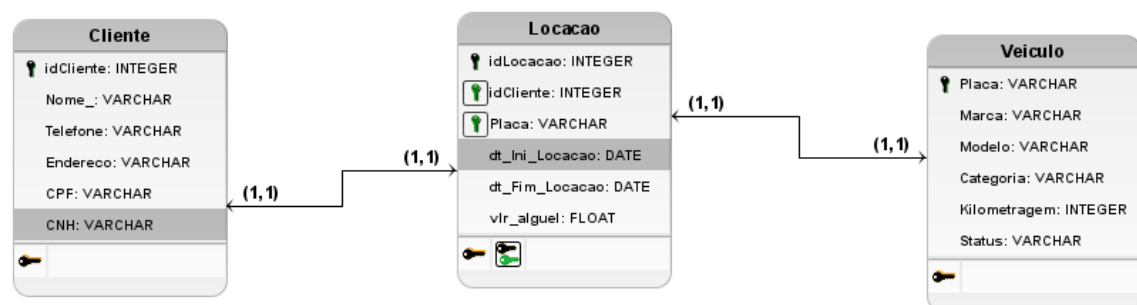 Cliente
idCliente: INTEGER
Nome_: VARCHAR
Telefone: VARCHAR
Endereco: VARCHAR
CPF: VARCHAR
CNH: VARCHAR
(1,1)
(1,1)
Locacao
idLocacao: INTEGER
idCliente: INTEGER
Placa: VARCHAR
dt_Ini_Locacao: DATE
dt_Fim_Locacao: DATE
vlr_alguel: FLOAT
(1,1)
(1,1)
Veiculo
Placa: VARCHAR
Marca: VARCHAR
Modelo: VARCHAR
Categoria: VARCHAR
Kilometragem: INTEGER
Status: VARCHAR